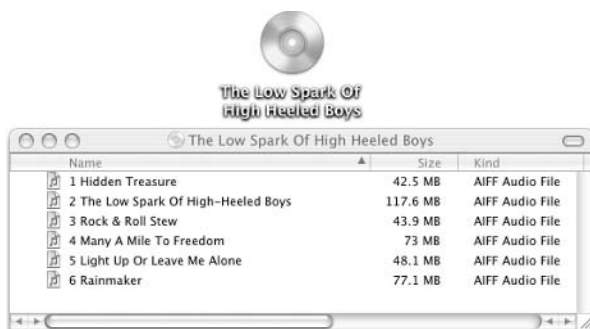 The Low Spark Of
High Heeled Boys
The Low Spark Of High Heeled Boys
Name Size Kind
1 Hidden Treasure 42.5 MB AIFF Audio File
2 The Low Spark Of High-Heeled Boys 117.6 MB AIFF Audio File
3 Rock & Roll Stew 43.9 MB AIFF Audio File
4 Many A Mile To Freedom 73 MB AIFF Audio File
5 Light Up Or Leave Me Alone 48.1 MB AIFF Audio File
6 Rainmaker 77.1 MB AIFF Audio File